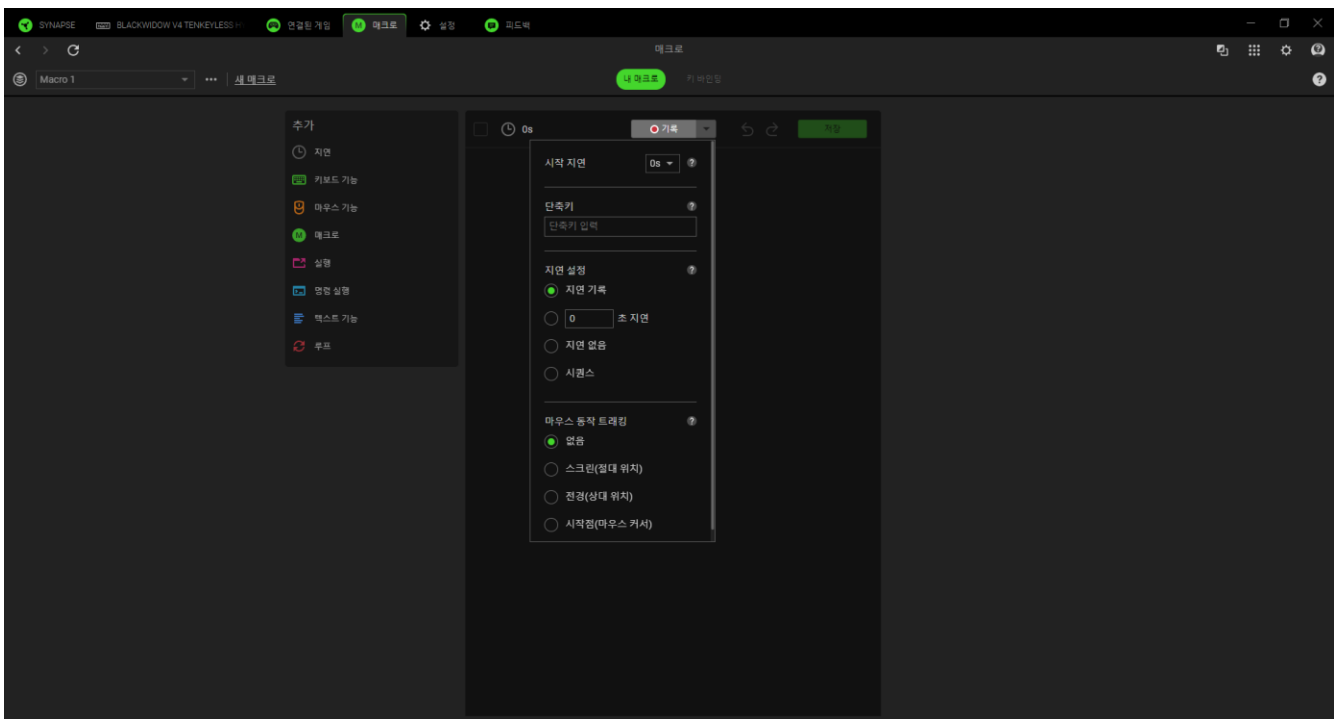 SYNAPSE
BLACKWIDOW V4 TENKEYLESS H
연결된 게임
매크로
설정
피드백
매크로
Macro 1
새 매크로
내 매크로
키 바인딩
추가
지연
키보드 기능
마우스 기능
매크로
실행
명령 실행
텍스트 기능
루프
0s
기록
저장
시작 지연
0s
단축키
단축키 입력
지연 설정
지연 기록
0 초 지연
지연 없음
시퀀스
마우스 동작 트래킹
없음
스크린(절대 위치)
전경(상대 위치)
시작점(마우스 커서)